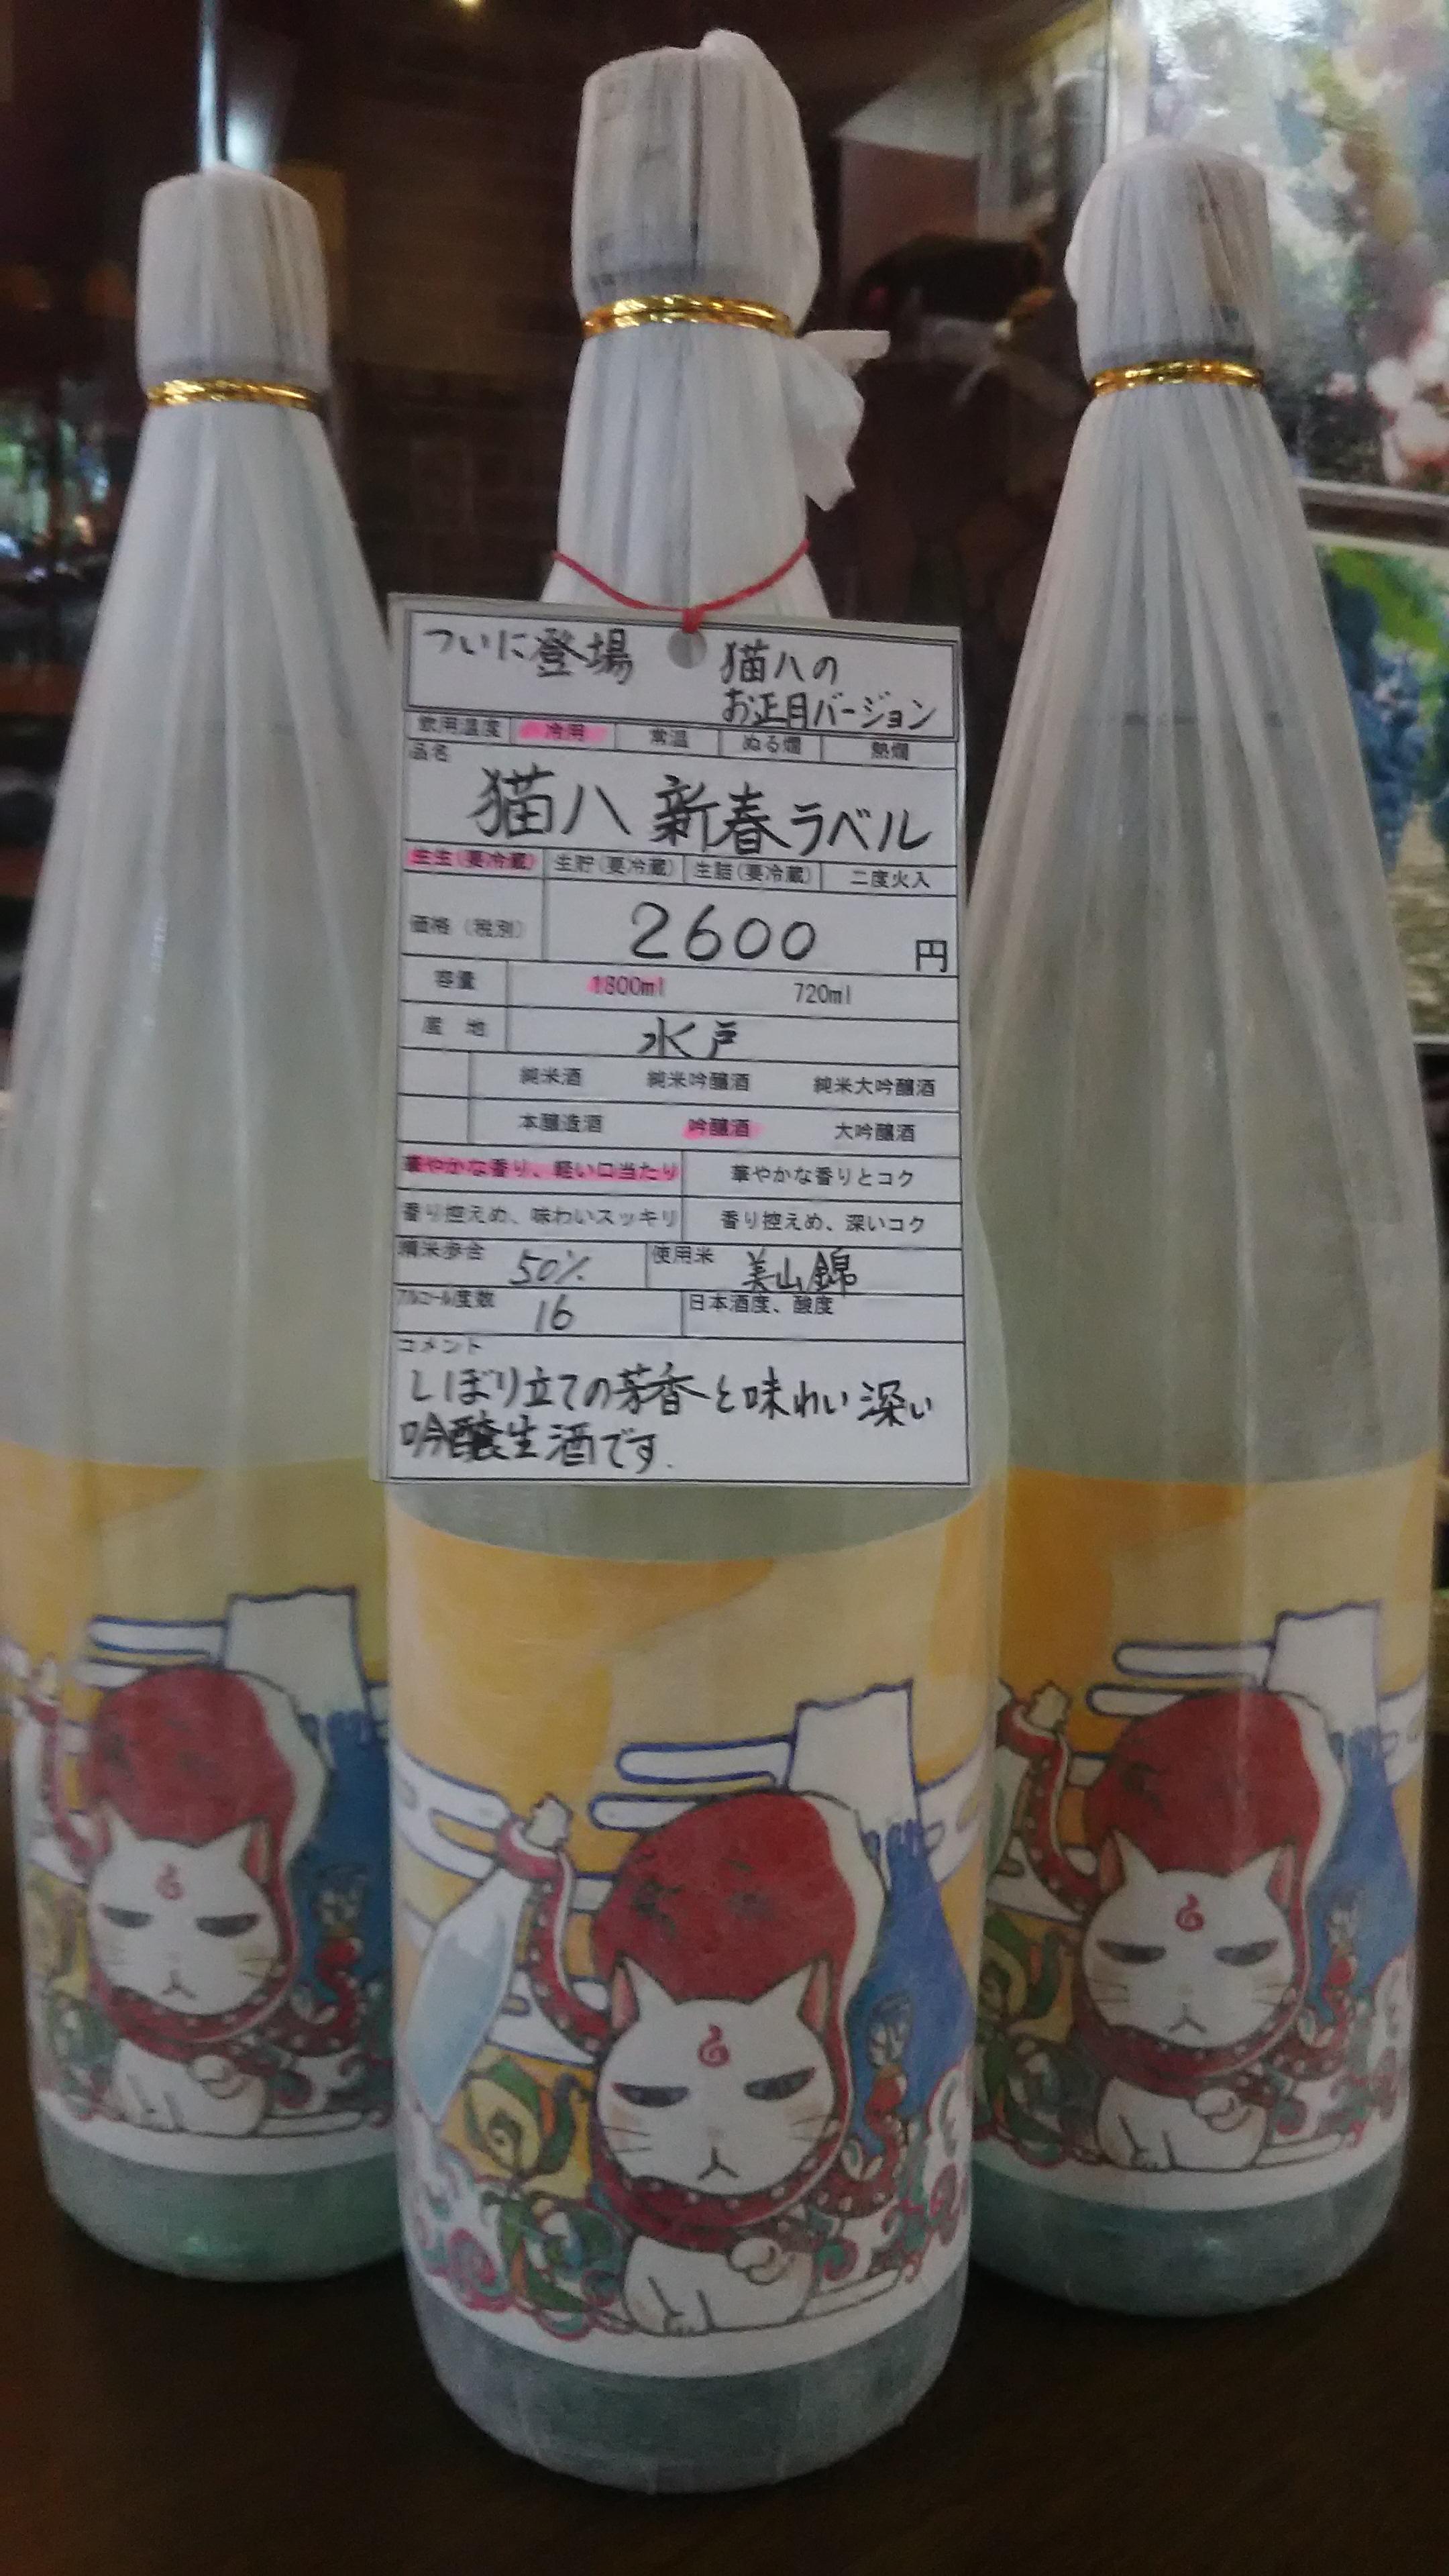 ついに登場 猫八の
お正月バージョン
飲用温度 冷用 常温 ぬる燗 熱燗
品名
猫八 新春ラベル
生生(要冷蔵) 生貯(要冷蔵) 生詰(要冷蔵) 二度火入
価格(税別) 2600 円
容量 1800ml 720ml
産地 水戸
純米酒 純米吟醸酒 純米大吟醸酒
本醸造酒 吟醸酒 大吟醸酒
華やかな香り、軽い口当たり 華やかな香りとコク
香り控えめ、味わいスッキリ 香り控えめ、深いコク
精米歩合 50% 使用米 美山錦
アルコール度数 16 日本酒度、酸度
コメント
しぼり立ての芳香と味わい深い
吟醸生酒です.